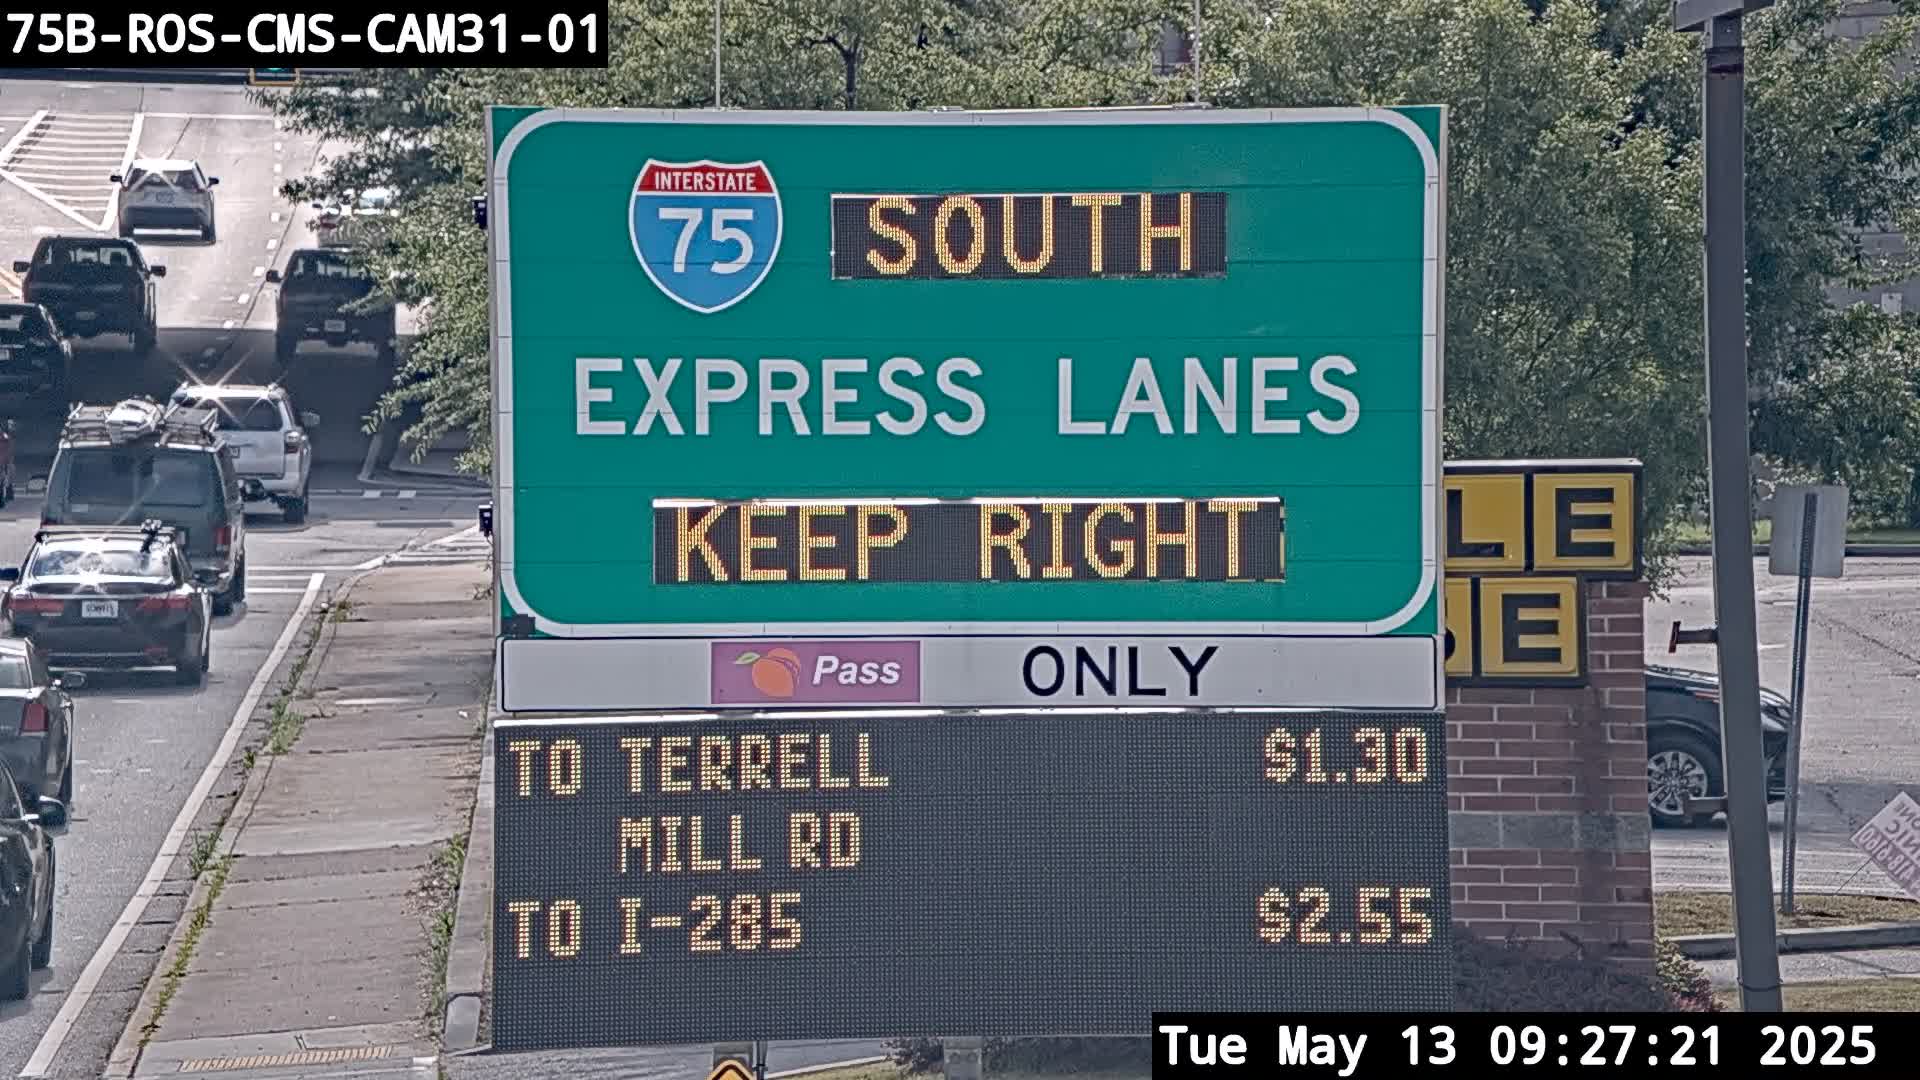 75B-ROS-CMS-CAM31-01
INTERSTATE
75
SOUTH
EXPRESS LANES
KEEP RIGHT
Pass ONLY
TO TERRELL $1.30
MILL RD
TO I-285 $2.55
LE
E
Tue May 13 09:27:21 2025